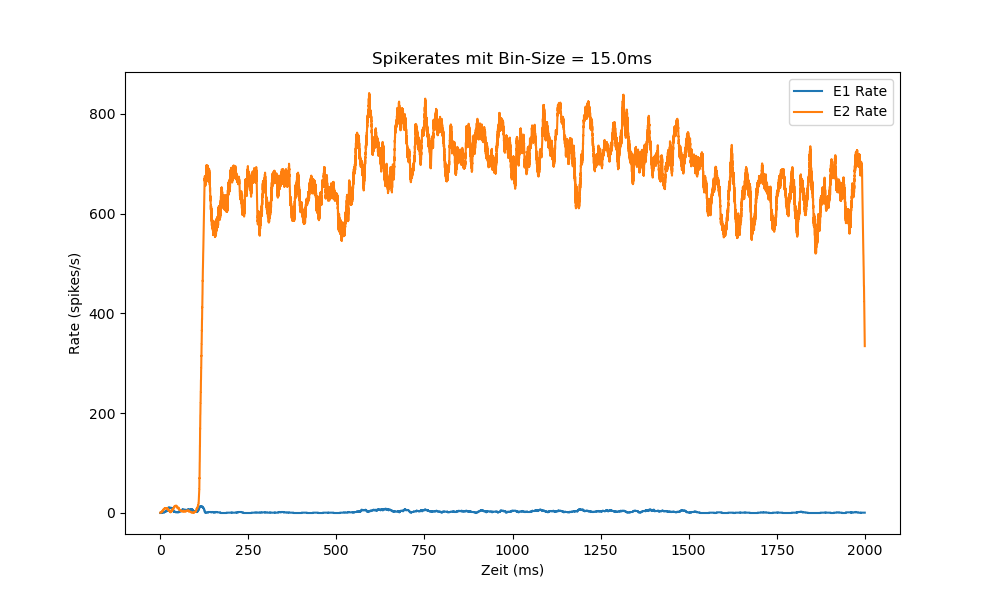 Spikerates mit Bin-Size = 15.0ms
E1 Rate
E2 Rate
Rate (spikes/s)
800
600
400
200
0
0 250 500 750 1000 1250 1500 1750 2000
Zeit (ms)